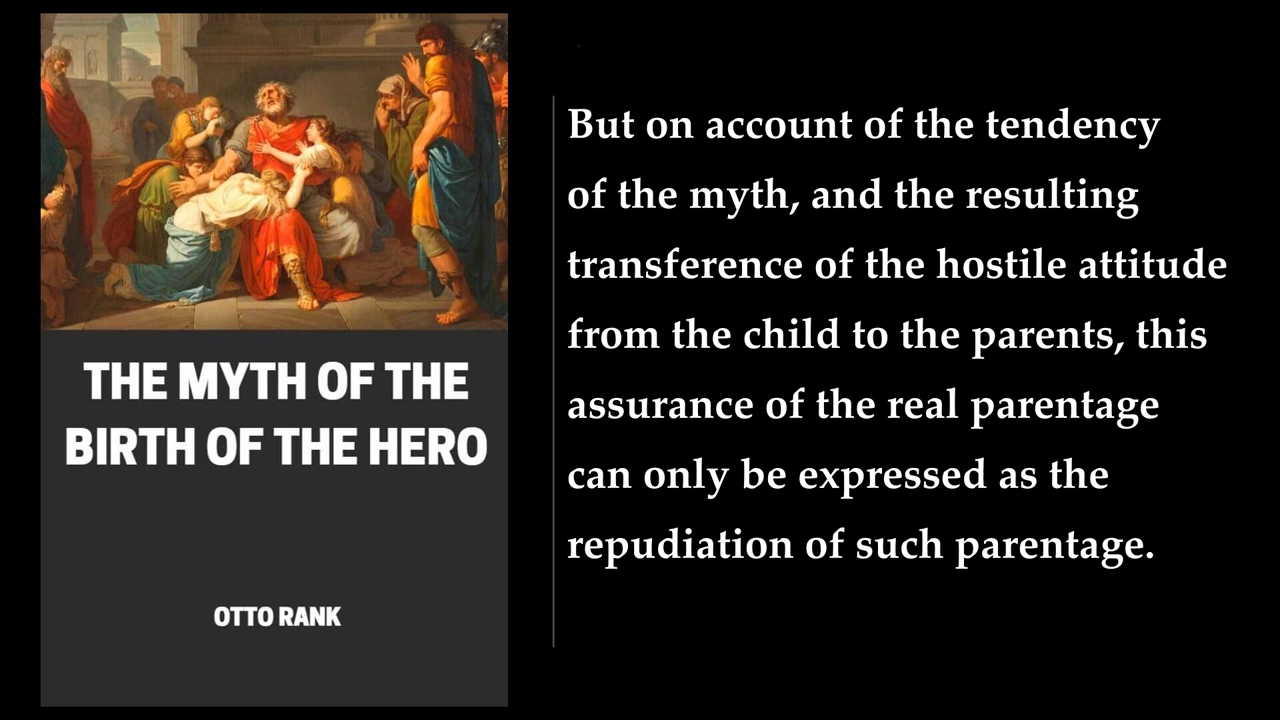 THE MYTH OF THE
BIRTH OF THE HERO
OTTO RANK
But on account of the tendency
of the myth, and the resulting
transference of the hostile attitude
from the child to the parents, this
assurance of the real parentage
can only be expressed as the
repudiation of such parentage.